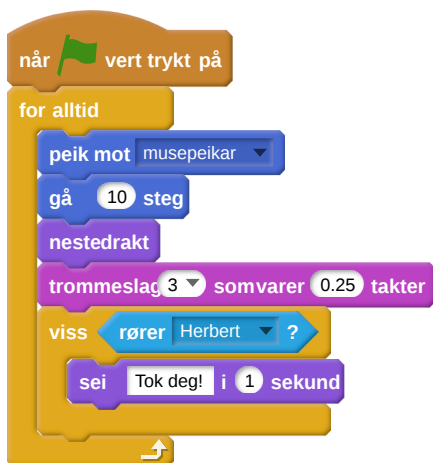 når vert trykt på
for alltid
peik mot musepeikar
gå 10 steg
nestedrakt
trommeslag 3 somvarer 0.25 takter
viss rører Herbert ?
sei Tok deg! i 1 sekund